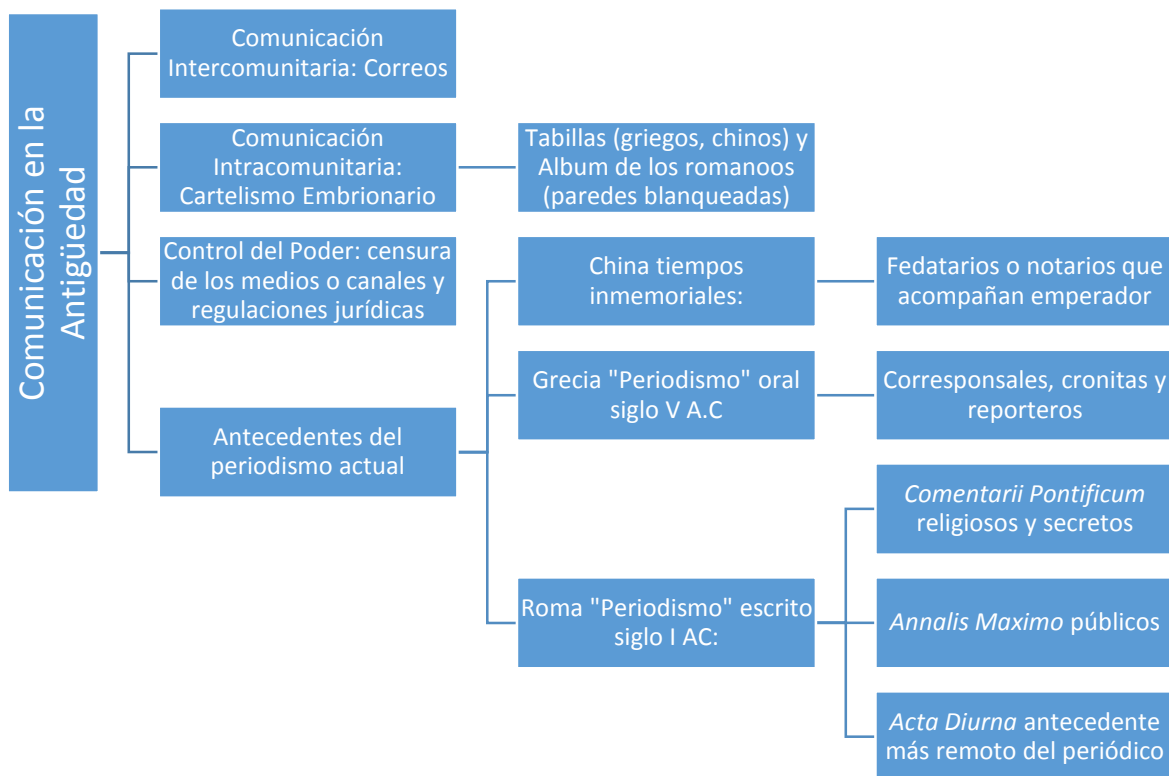 Comunicación en la
Antigüedad
Comunicación
Intercomunitaria: Correos
Comunicación
Intracomunitaria:
Cartelismo Embrionario
Tabillas (griegos, chinos) y
Album de los romanoos
(paredes blanqueadas)
Control del Poder: censura
de los medios o canales y
regulaciones jurídicas
Antecedentes del
periodismo actual
China tiempos
inmemoriales:
Fedatarios o notarios que
acompañan emperador
Grecia "Periodismo" oral
siglo V A.C
Corresponsales, cronitas y
reporteros
Roma "Periodismo" escrito
siglo I AC:
Comentarii Pontificum
religiosos y secretos
Annalis Maximo públicos
Acta Diurna antecedente
más remoto del periódico